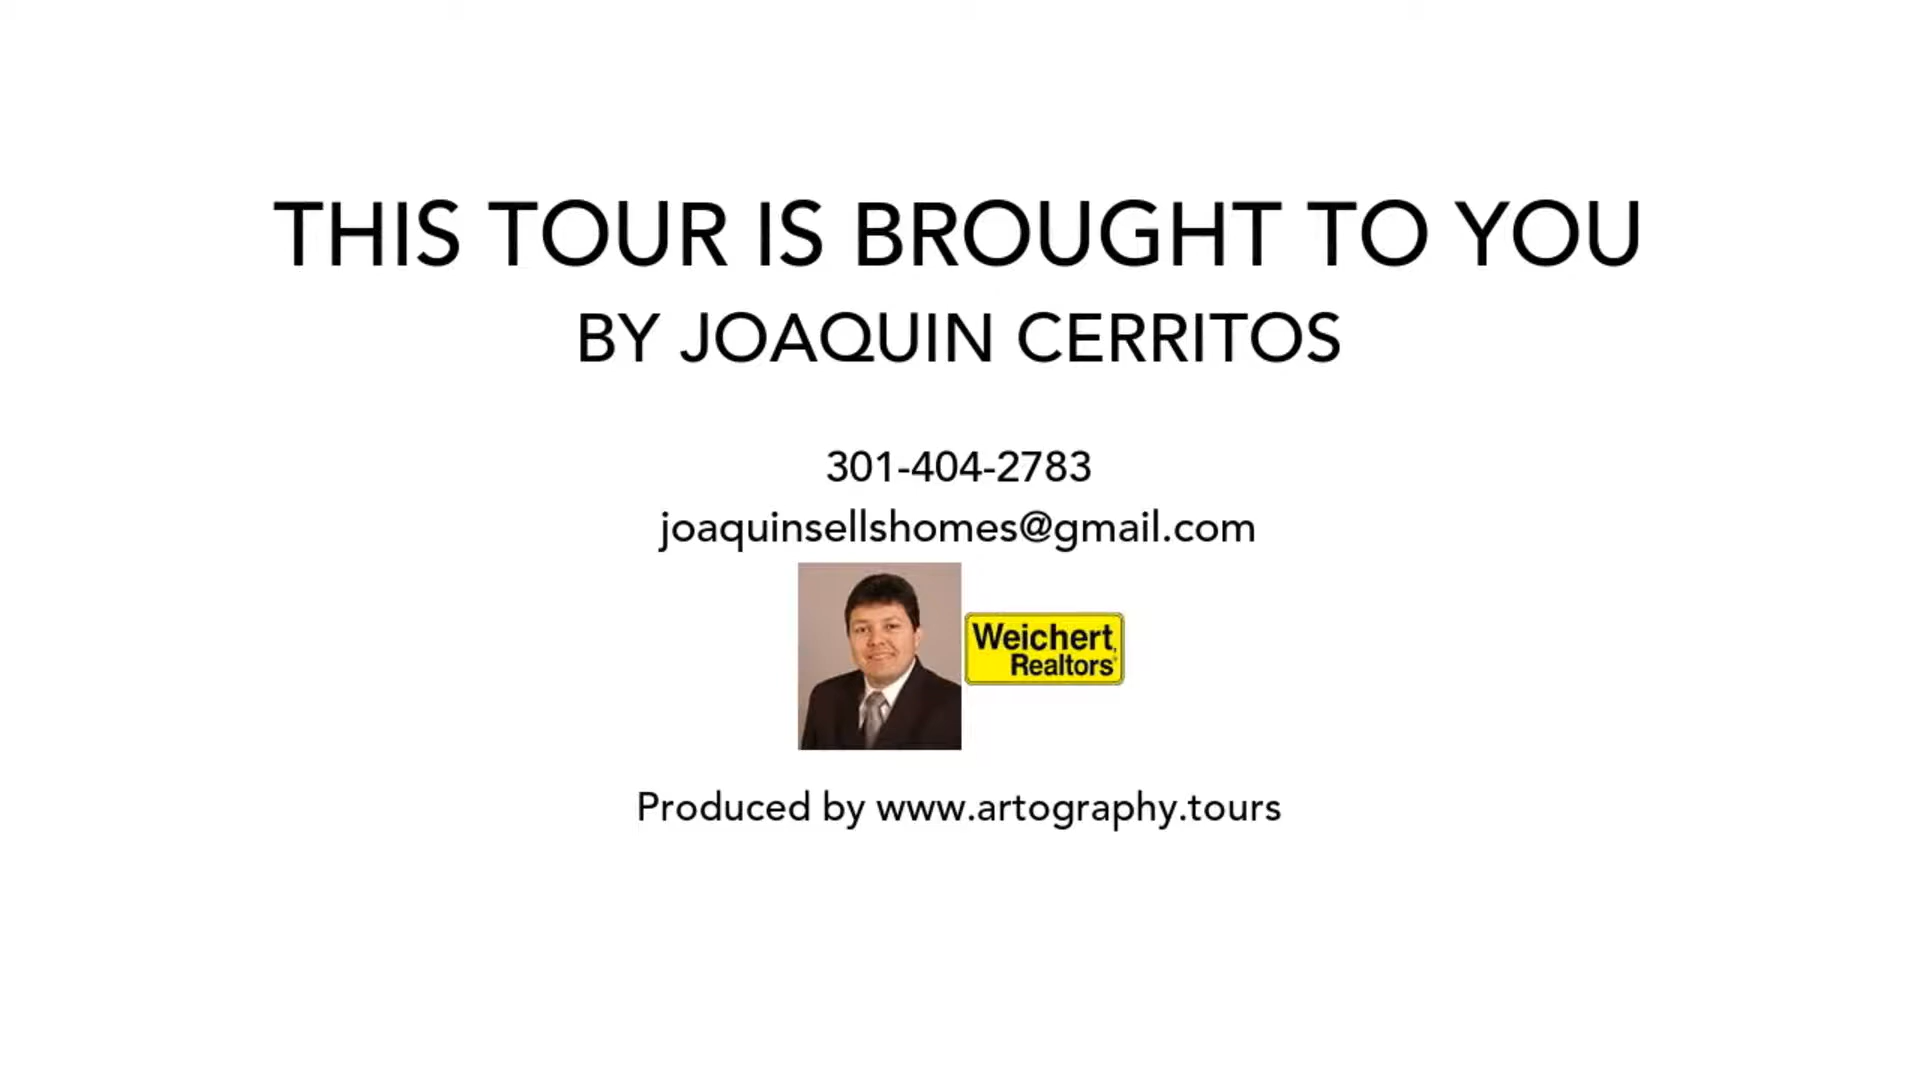 THIS TOUR IS BROUGHT TO YOU
BY JOAQUIN CERRITOS
301-404-2783
joaquinsellshomes@gmail.com
Weichert,
Realtors®
Produced by www.artography.tours